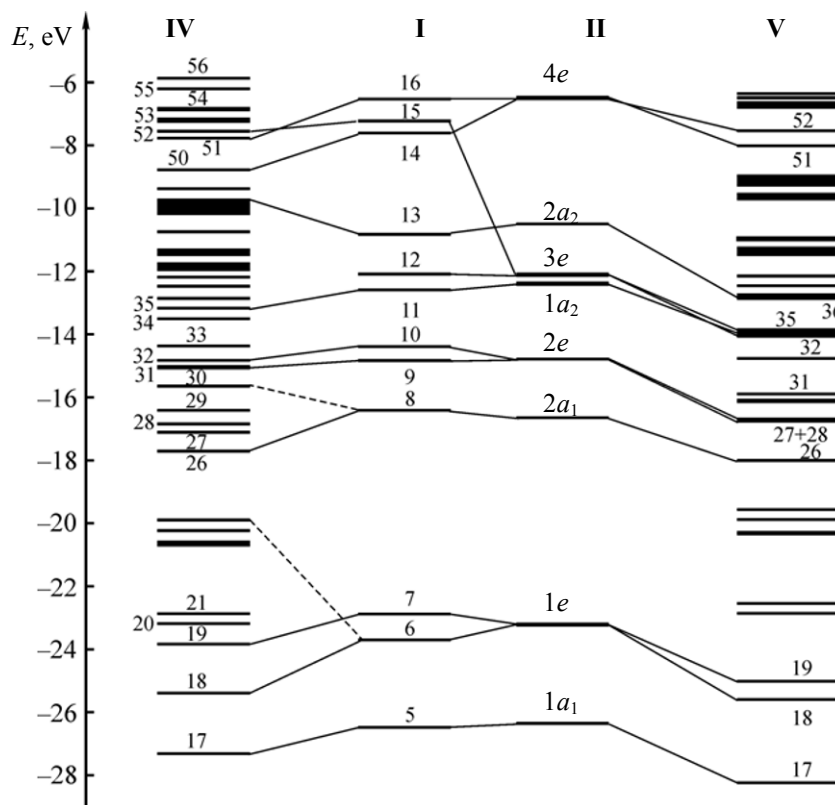 IV I II V
E, eV
56 4e
–6 16
55 54
53 15 52
52 51
–8 14 51
50
–10 13 2a₂
12 3e
–12
35 11 1a₂ 35 36
34
–14 33 10 32
32 2e
31 30 9 31
–16 29 8 2a₁
28 27 27+28
–18 26 26
–20
–22
21 7 1e
20 19 6
–24 19
18 18
–26 5 1a₁
17 17
–28